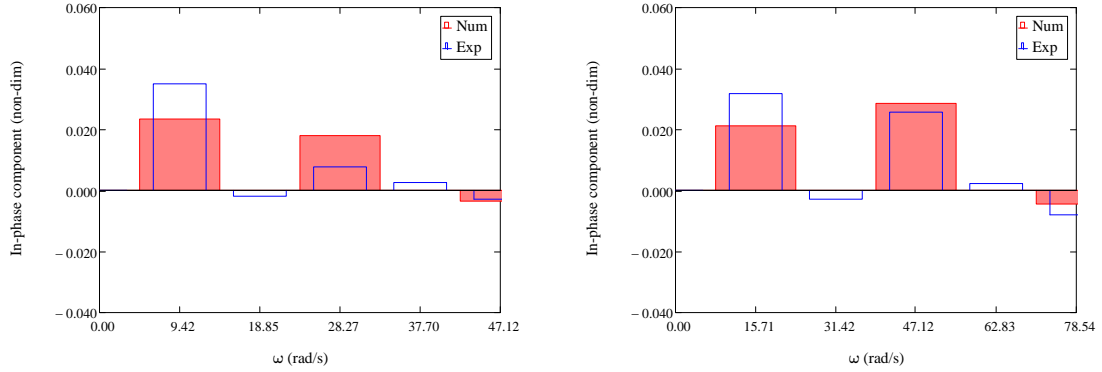 0.060
0.040
0.020
0.000
− 0.020
− 0.040
In-phase component (non-dim)
Num
Exp
0.00 9.42 18.85 28.27 37.70 47.12
ω (rad/s)
0.060
0.040
0.020
0.000
− 0.020
− 0.040
In-phase component (non-dim)
Num
Exp
0.00 15.71 31.42 47.12 62.83 78.54
ω (rad/s)